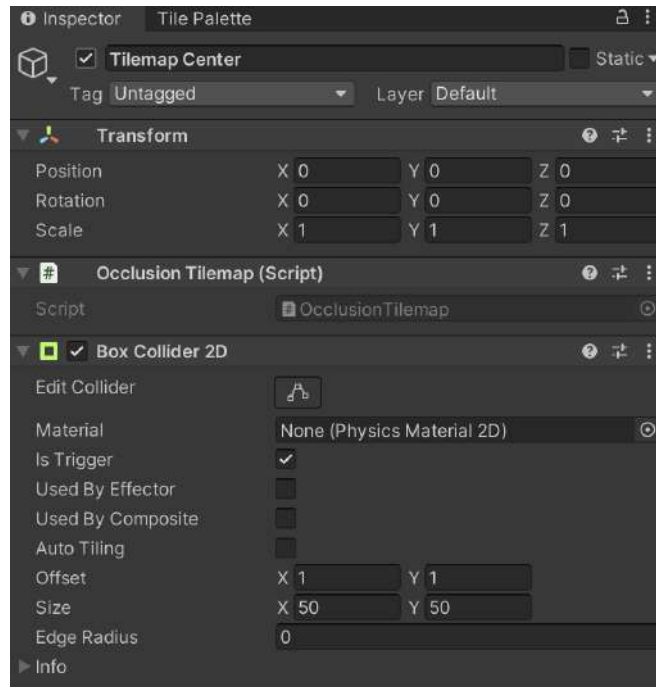 Inspector Tile Palette
Tilemap Center Static
Tag Untagged Layer Default
Transform
Position X 0 Y 0 Z 0
Rotation X 0 Y 0 Z 0
Scale X 1 Y 1 Z 1
# Occlusion Tilemap (Script)
Script # OcclusionTilemap
Box Collider 2D
Edit Collider
Material None (Physics Material 2D)
Is Trigger
Used By Effector
Used By Composite
Auto Tiling
Offset X 1 Y 1
Size X 50 Y 50
Edge Radius 0
Info